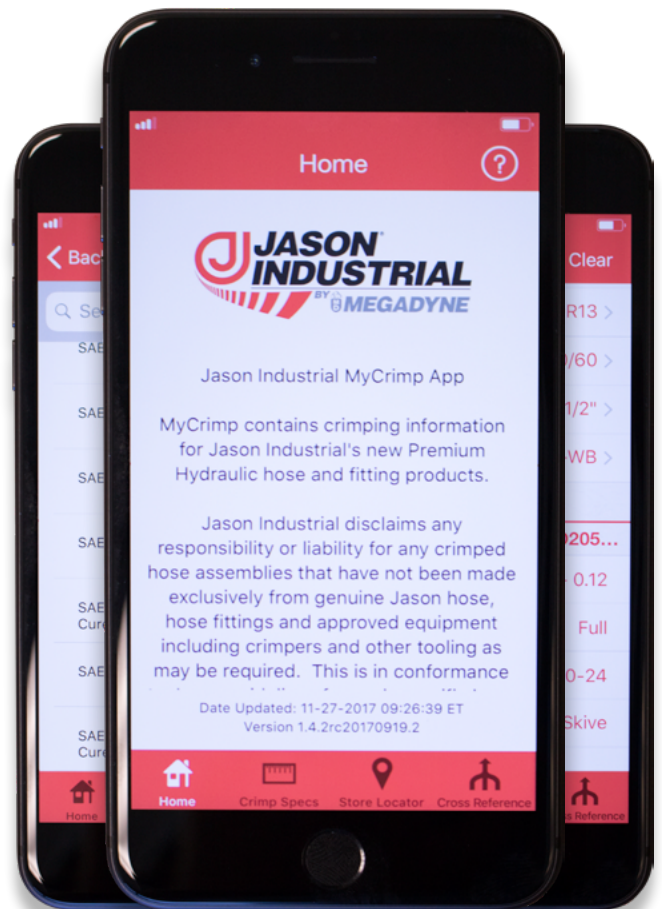 Home
?
JASON
INDUSTRIAL
BY MEGADYNE
Jason Industrial MyCrimp App
MyCrimp contains crimping information
for Jason Industrial's new Premium
Hydraulic hose and fitting products.
Jason Industrial disclaims any
responsibility or liability for any crimped
hose assemblies that have not been made
exclusively from genuine Jason hose,
hose fittings and approved equipment
including crimpers and other tooling as
may be required. This is in conformance
Date Updated: 11-27-2017 09:26:39 ET
Version 1.4.2rc20170919.2
Home
Crimp Specs
Store Locator
Cross Reference
SAE
SAE
SAE
SAE
SAE
Cure
SAE
SAE
Cure
Home
Clear
R13
/60
1/2"
-WB
0.12
Full
0-24
Skive
Reference